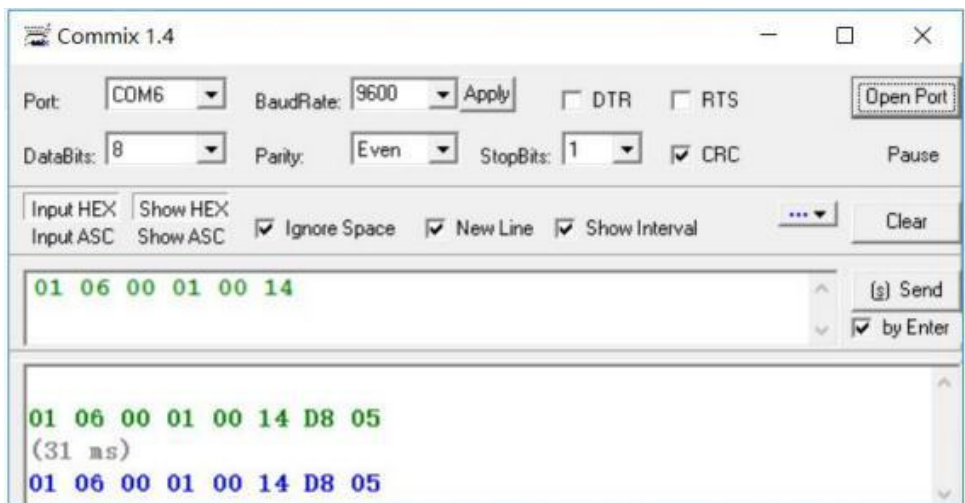 Commix 1.4
Port: COM6 BaudRate: 9600 Apply DTR RTS Open Port
DataBits: 8 Parity: Even StopBits: 1 CRC Pause
Input HEX Show HEX
Input ASC Show ASC
Ignore Space New Line Show Interval ... Clear
01 06 00 01 00 14
(s) Send
by Enter
01 06 00 01 00 14 D8 05
(31 ms)
01 06 00 01 00 14 D8 05